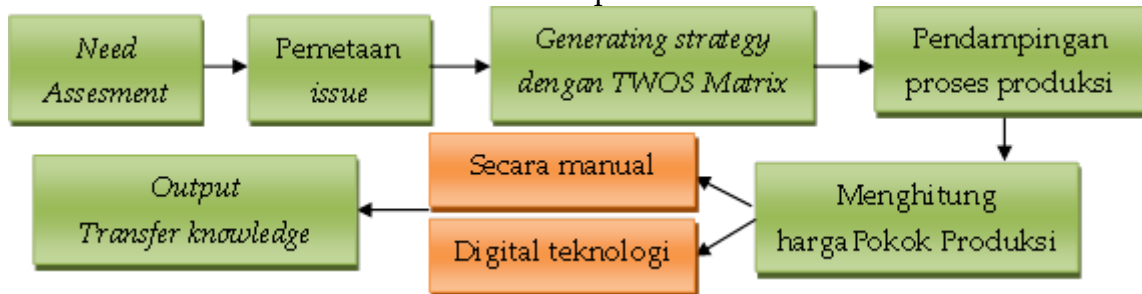 Need
Assesment
Pemetaan
issue
Generating strategy
dengan TWOS Matrix
Pendampingan
proses produksi
Menghitung
harga Pokok Produksi
Secara manual
Digital teknologi
Output
Transfer knowledge